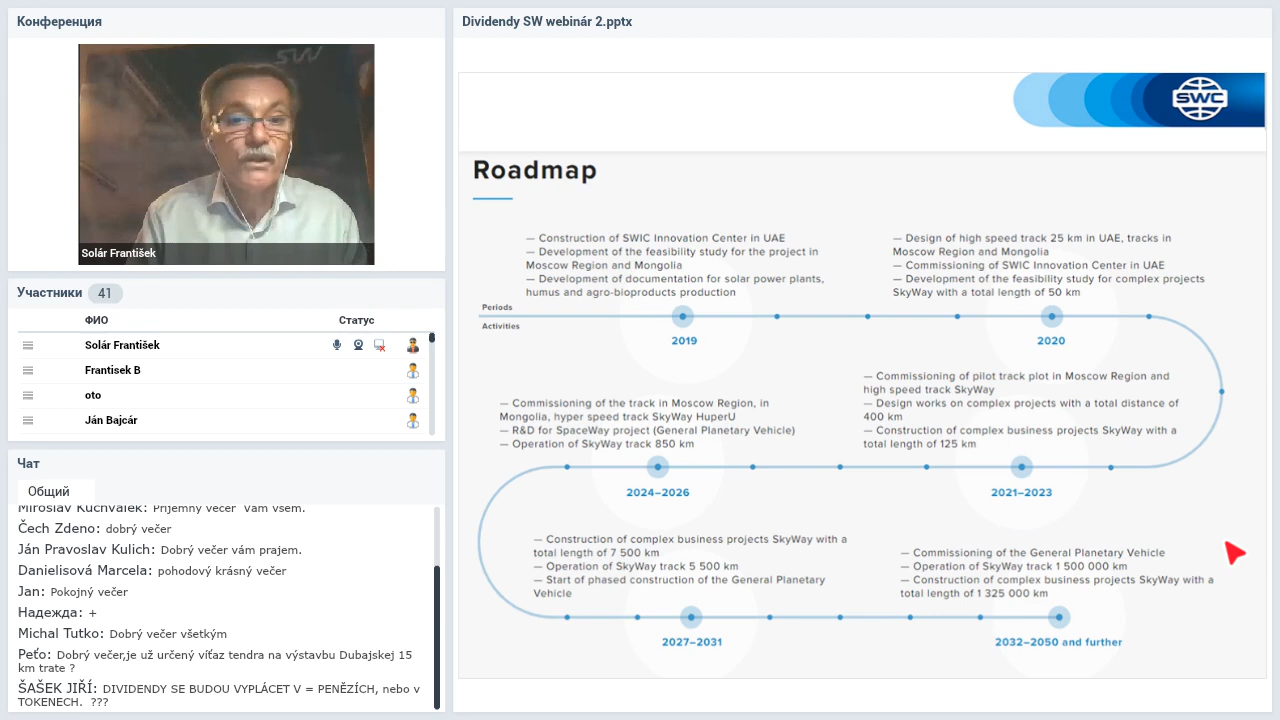 Конференция
SW
Solár František
Участники 41
ФИО Статус
Solár František
Frantisek B
oto
Ján Bajcár
Чат
Общий
Miroslav Kuchválek: Príjemný večer Vám všem.
Čech Zdeno: dobrý večer
Ján Pravoslav Kulich: Dobrý večer vám prajem.
Danielisová Marcela: pohodový krásný večer
Jan: Pokojný večer
Надежда: +
Michal Tutko: Dobrý večer všetkým
Peťo: Dobrý večer,je už určený víťaz tendra na výstavbu Dubajskej 15
km trate ?
ŠAŠEK JIŘÍ: DIVIDENDY SE BUDOU VYPLÁCET V = PENĚZÍCH, nebo v
TOKENECH. ???
Dividendy SW webinár 2.pptx
SWC
Roadmap
— Construction of SWIC Innovation Center in UAE
— Development of the feasibility study for the project in
Moscow Region and Mongolia
— Development of documentation for solar power plants,
humus and agro-bioproducts production
— Design of high speed track 25 km in UAE, tracks in
Moscow Region and Mongolia
— Commissioning of SWIC Innovation Center in UAE
— Development of the feasibility study for complex projects
SkyWay with a total length of 50 km
Periods
Activities
2019
2020
— Commissioning of the track in Moscow Region, in
Mongolia, hyper speed track SkyWay HuperU
— R&D for SpaceWay project (General Planetary Vehicle)
— Operation of SkyWay track 850 km
— Commissioning of pilot track plot in Moscow Region and
high speed track SkyWay
— Design works on complex projects with a total distance of
400 km
— Construction of complex business projects SkyWay with a
total length of 125 km
2024–2026
2021–2023
— Construction of complex business projects SkyWay with a
total length of 7 500 km
— Operation of SkyWay track 5 500 km
— Start of phased construction of the General Planetary
Vehicle
— Commissioning of the General Planetary Vehicle
— Operation of SkyWay track 1 500 000 km
— Construction of complex business projects SkyWay with a
total length of 1 325 000 km
2027–2031
2032–2050 and further